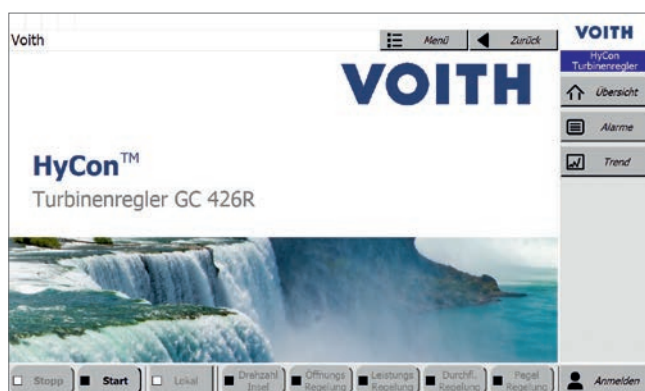 Voith
Menü
Zurück
VOITH
VOITH
HyCon
Turbinenregler
Übersicht
Alarme
Trend
HyCon™
Turbinenregler GC 426R
Stopp
Start
Lokal
Drehzahl
Insel
Öffnungs
Regelung
Leistungs
Regelung
Durchfl.
Regelung
Pegel
Regelung
Anmelden